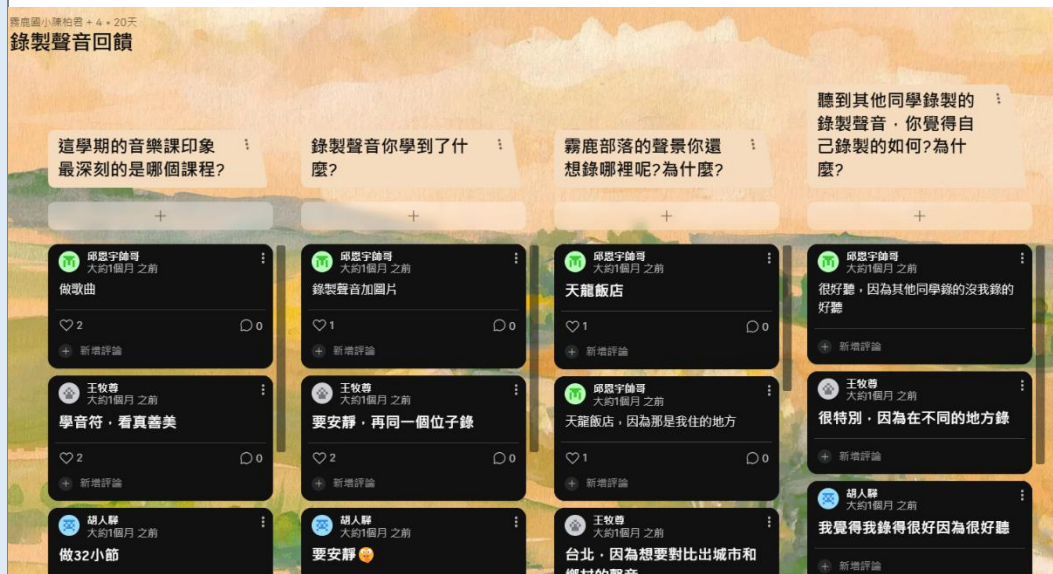 霧鹿國小陳柏君 + 4 • 20天
錄製聲音回饋
這學期的音樂課印象
最深刻的是哪個課程?
+
邱恩宇帥哥
大約1個月 之前
做歌曲
2
0
+ 新增評論
王牧尊
大約1個月 之前
學音符，看真善美
2
0
+ 新增評論
胡人驊
大約1個月 之前
做32小節
錄製聲音你學到了什
麼?
+
邱恩宇帥哥
大約1個月 之前
錄製聲音加圖片
1
0
+ 新增評論
王牧尊
大約1個月 之前
要安靜，再同一個位子錄
2
0
+ 新增評論
胡人驊
大約1個月 之前
要安靜
霧鹿部落的聲景你還
想錄哪裡呢?為什麼?
+
邱恩宇帥哥
大約1個月 之前
天龍飯店
1
0
+ 新增評論
邱恩宇帥哥
大約1個月 之前
天龍飯店，因為那是我住的地方
1
0
+ 新增評論
王牧尊
大約1個月 之前
台北，因為想要對比出城市和
鄉村的聲音
聽到其他同學錄製的
錄製聲音，你覺得自
己錄製的如何?為什
麼?
+
邱恩宇帥哥
大約1個月 之前
很好聽，因為其他同學錄的沒我錄的
好聽
+ 新增評論
王牧尊
大約1個月 之前
很特別，因為在不同的地方錄
+ 新增評論
胡人驊
大約1個月 之前
我覺得我錄得很好因為很好聽
+ 新增評論